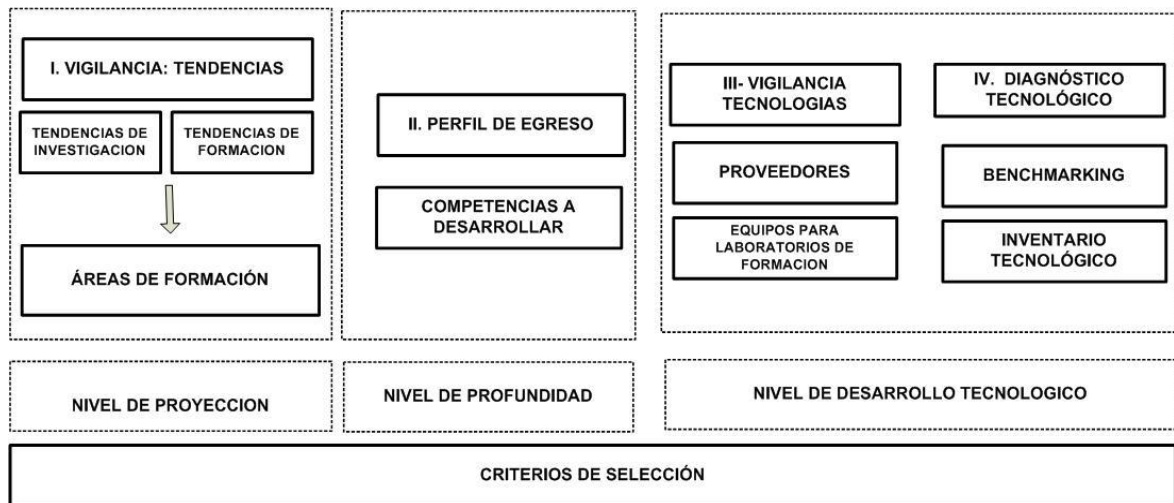 I. VIGILANCIA: TENDENCIAS
TENDENCIAS DE
INVESTIGACION
TENDENCIAS DE
FORMACION
ÁREAS DE FORMACIÓN
II. PERFIL DE EGRESO
COMPETENCIAS A
DESARROLLAR
III- VIGILANCIA
TECNOLOGIAS
PROVEEDORES
EQUIPOS PARA
LABORATORIOS DE
FORMACION
IV. DIAGNÓSTICO
TECNOLÓGICO
BENCHMARKING
INVENTARIO
TECNOLÓGICO
NIVEL DE PROYECCION
NIVEL DE PROFUNDIDAD
NIVEL DE DESARROLLO TECNOLOGICO
CRITERIOS DE SELECCIÓN